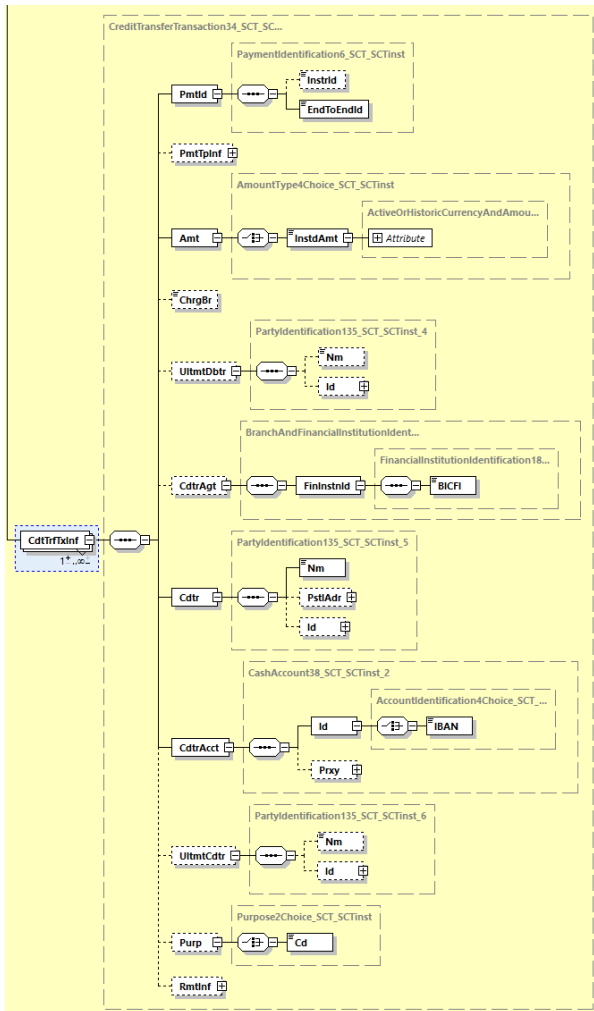 CreditTransferTransaction34_SCT_SC...
PaymentIdentification6_SCT_SCTinst
InstrId
PmtId
EndToEndId
PmtTpInf
AmountType4Choice_SCT_SCTinst
ActiveOrHistoricCurrencyAndAmou...
Amt
InstdAmt
Attribute
ChrgBr
PartyIdentification135_SCT_SCTinst_4
Nm
UltmtDbtr
Id
BranchAndFinancialInstitutionIdent...
FinancialInstitutionIdentification18...
CdtrAgt
FinInstnId
BICFI
CdtTrfTxInf
1+..∞
PartyIdentification135_SCT_SCTinst_5
Nm
Cdtr
PstlAdr
Id
CashAccount38_SCT_SCTinst_2
AccountIdentification4Choice_SCT_...
Id
IBAN
CdtrAcct
Prxy
PartyIdentification135_SCT_SCTinst_6
Nm
UltmtCdtr
Id
Purpose2Choice_SCT_SCTinst
Purp
Cd
RmtInf